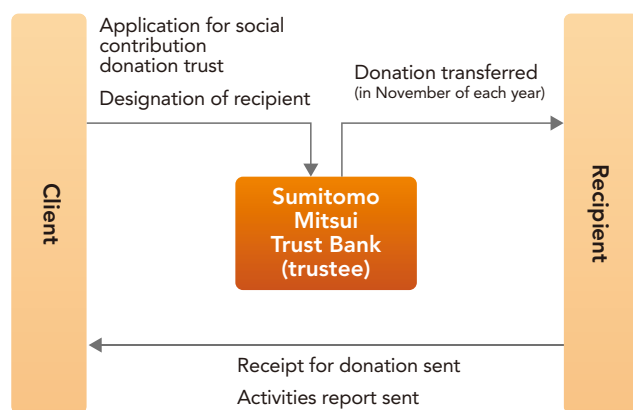 Application for social
contribution
donation trust
Designation of recipient
Donation transferred
(in November of each year)
Client
Sumitomo
Mitsui
Trust Bank
(trustee)
Recipient
Receipt for donation sent
Activities report sent